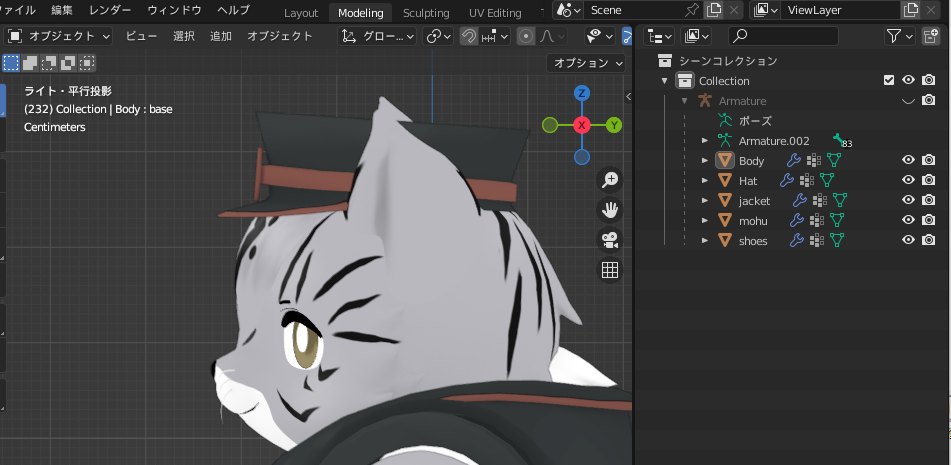 ァイル 編集 レンダー ウィンドウ ヘルプ Layout Modeling Sculpting UV Editing Scene ViewLayer
オブジェクト... ビュー 選択 追加 オブジェクト グロー...
オプション
ライト・平行投影
(232) Collection | Body : base
Centimeters
Z
X
Y
シーンコレクション
Collection
Armature
ポーズ
Armature.002 83
Body
Hat
jacket
mohu
shoes